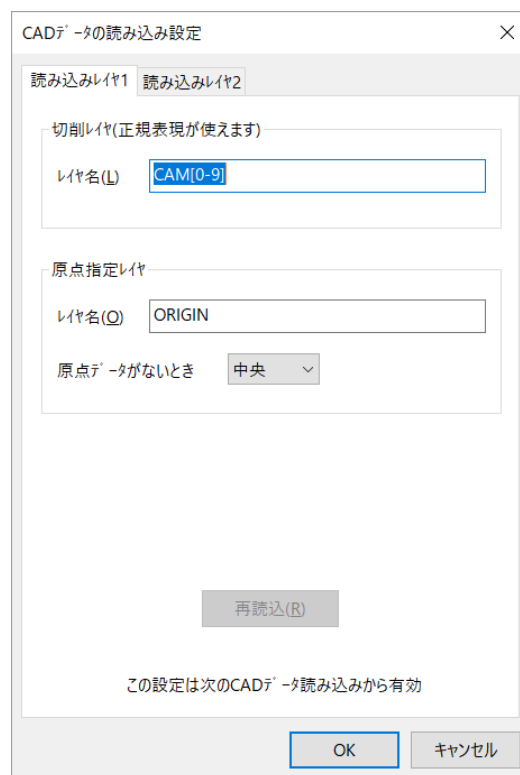 CADﾃﾞｰﾀの読み込み設定
読み込みﾚｲﾔ1 読み込みﾚｲﾔ2
切削ﾚｲﾔ(正規表現が使えます)
ﾚｲﾔ名(L) CAM[0-9]
原点指定ﾚｲﾔ
ﾚｲﾔ名(O) ORIGIN
原点ﾃﾞｰﾀがないとき 中央
再読込(R)
この設定は次のCADﾃﾞｰﾀ読み込みから有効
OK ｷｬﾝｾﾙ